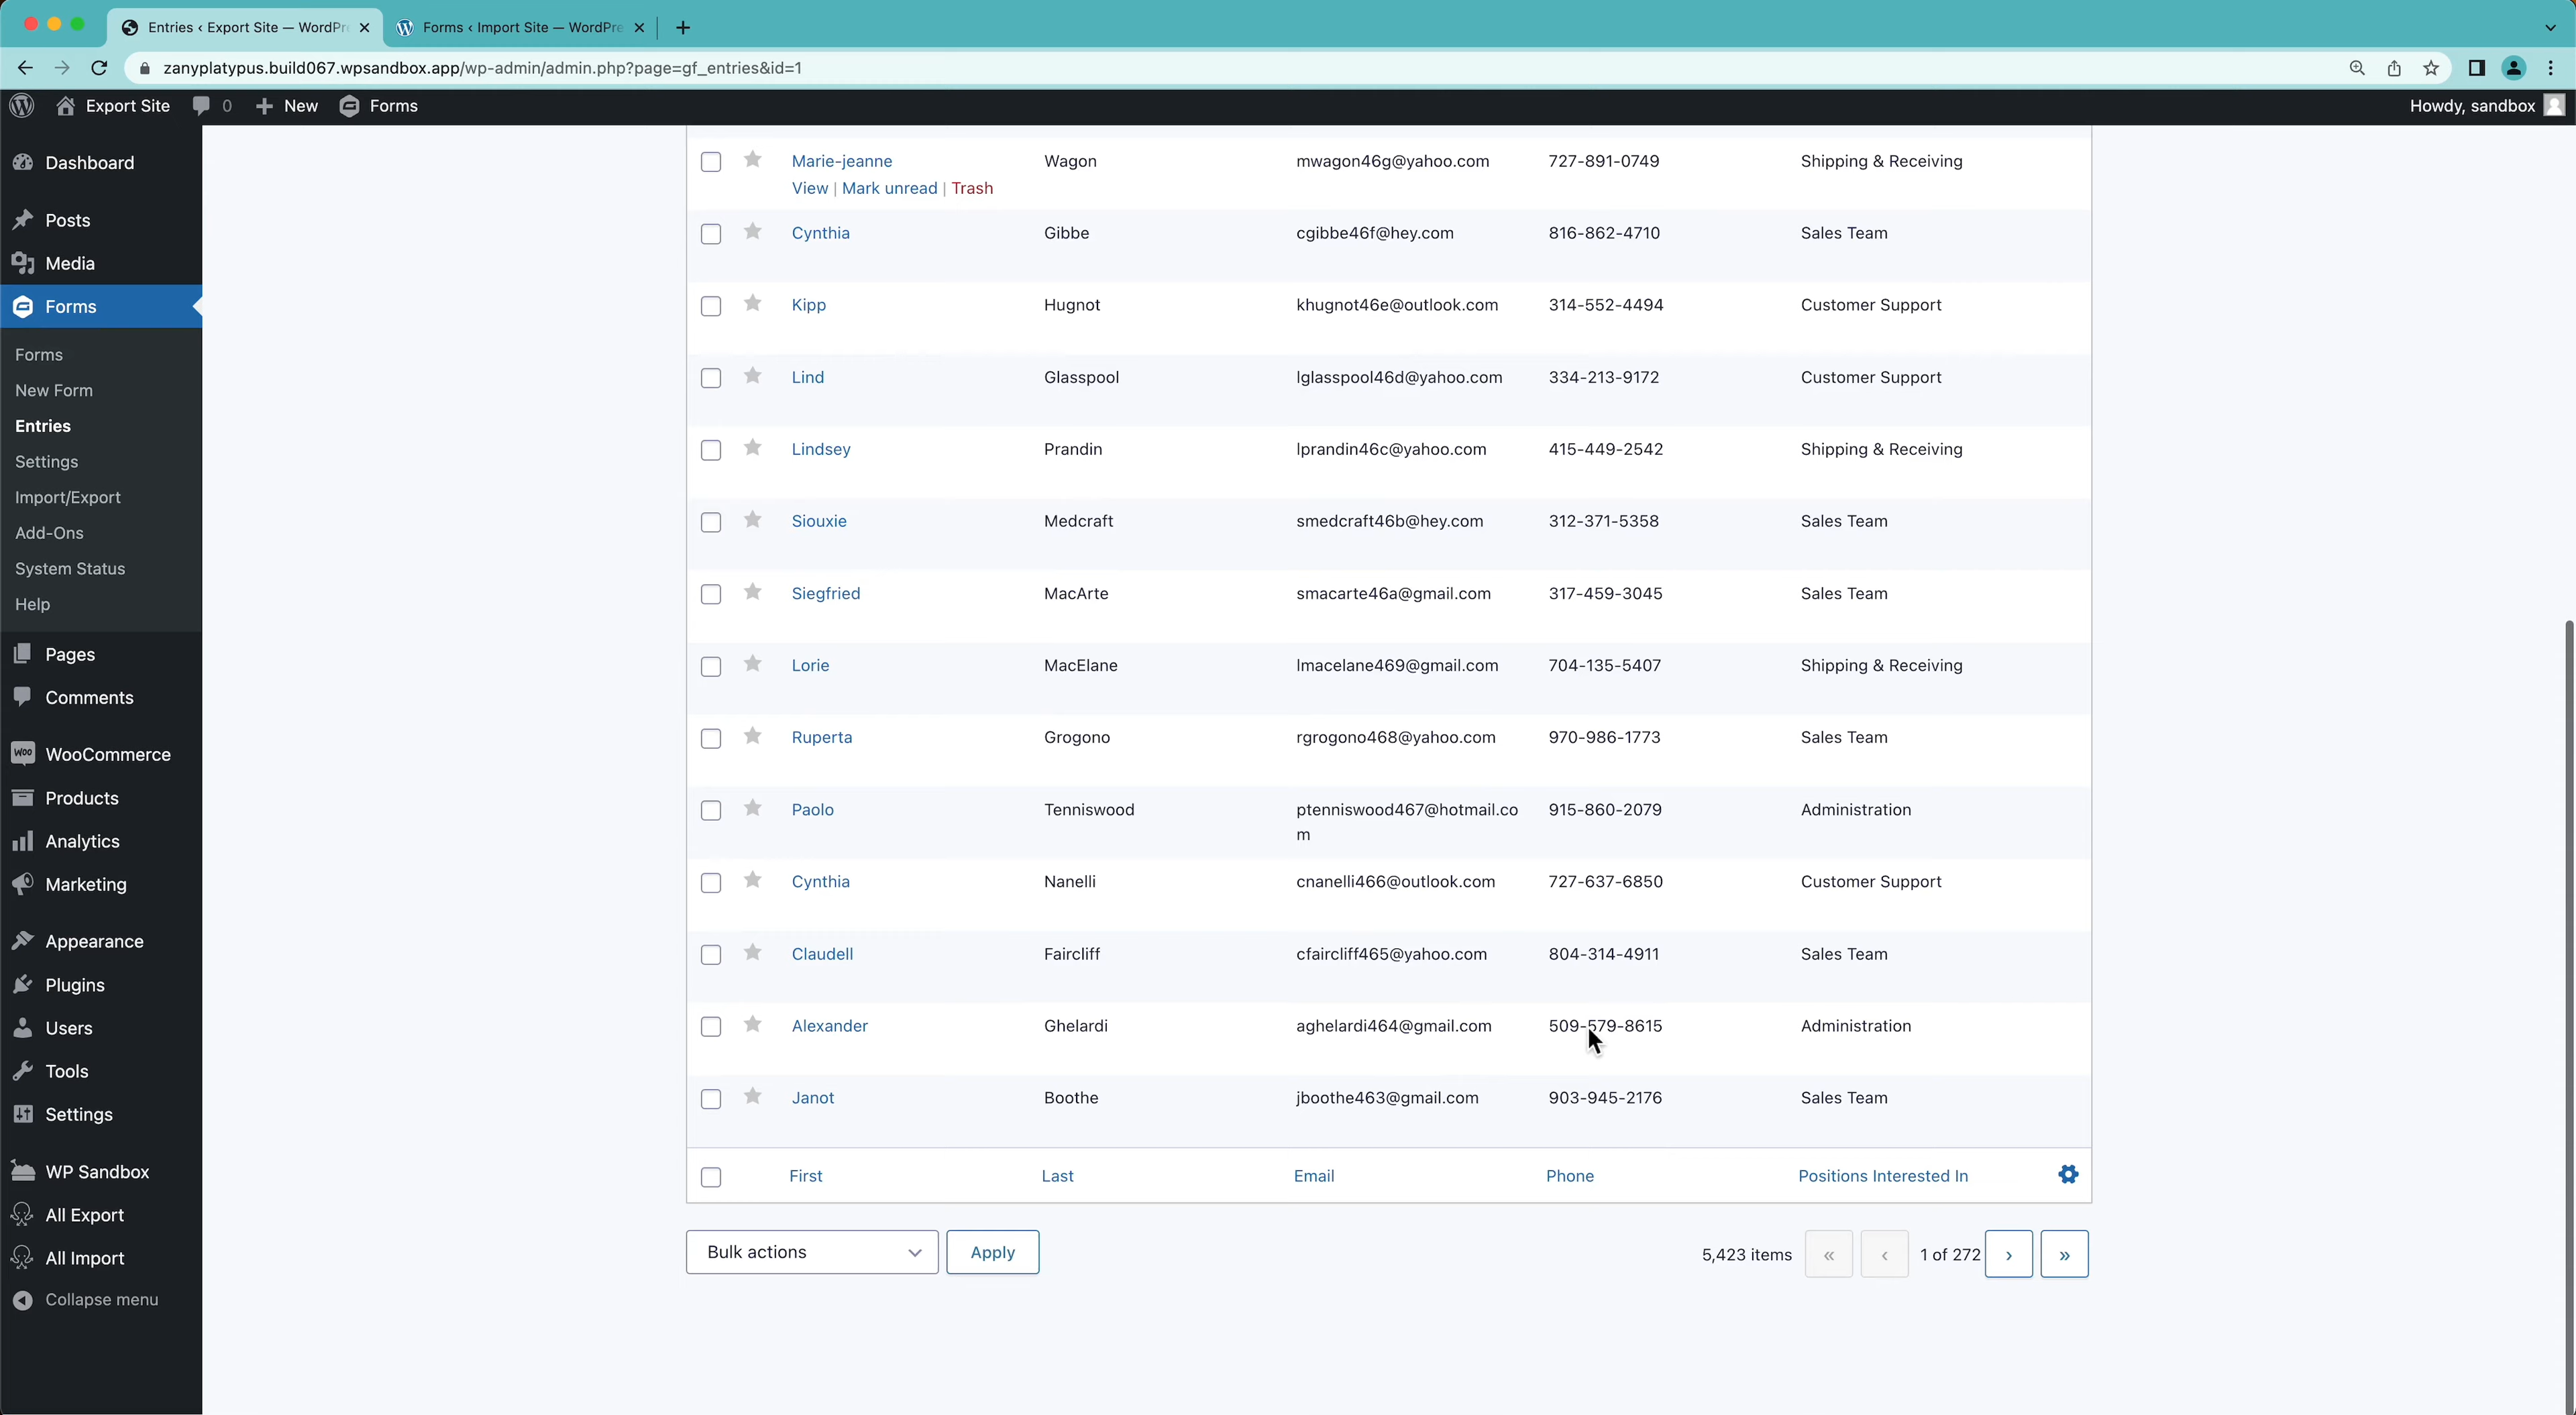 Entries ‹ Export Site — WordPr
Forms ‹ Import Site — WordPre
zanyplatypus.build067.wpsandbox.app/wp-admin/admin.php?page=gf_entries&id=1
Export Site 0 New Forms Howdy, sandbox
Dashboard
Posts
Media
Forms
Forms
New Form
Entries
Settings
Import/Export
Add-Ons
System Status
Help
Pages
Comments
WOO WooCommerce
Products
Analytics
Marketing
Appearance
Plugins
Users
Tools
Settings
WP Sandbox
All Export
All Import
Collapse menu
Marie-jeanne Wagon mwagon46g@yahoo.com 727-891-0749 Shipping & Receiving
View | Mark unread | Trash
Cynthia Gibbe cgibbe46f@hey.com 816-862-4710 Sales Team
Kipp Hugnot khugnot46e@outlook.com 314-552-4494 Customer Support
Lind Glasspool lglasspool46d@yahoo.com 334-213-9172 Customer Support
Lindsey Prandin lprandin46c@yahoo.com 415-449-2542 Shipping & Receiving
Siouxie Medcraft smedcraft46b@hey.com 312-371-5358 Sales Team
Siegfried MacArte smacarte46a@gmail.com 317-459-3045 Sales Team
Lorie MacElane lmacelane469@gmail.com 704-135-5407 Shipping & Receiving
Ruperta Grogono rgrogono468@yahoo.com 970-986-1773 Sales Team
Paolo Tenniswood ptenniswood467@hotmail.co 915-860-2079 Administration
m
Cynthia Nanelli cnanelli466@outlook.com 727-637-6850 Customer Support
Claudell Faircliff cfaircliff465@yahoo.com 804-314-4911 Sales Team
Alexander Ghelardi aghelardi464@gmail.com 509-579-8615 Administration
Janot Boothe jboothe463@gmail.com 903-945-2176 Sales Team
First Last Email Phone Positions Interested In
Bulk actions Apply 5,423 items « ‹ 1 of 272 › »